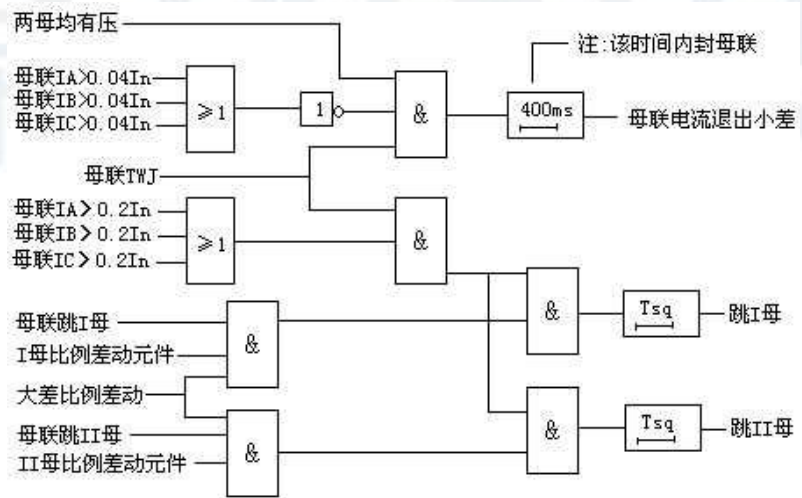 两母均有压
注:该时间内封母联
母联IA>0.04In
母联IB>0.04In
母联IC>0.04In
≥1
1
&
400ms
母联电流退出小差
母联TWJ
母联IA>0.2In
母联IB>0.2In
母联IC>0.2In
≥1
&
母联跳I母
I母比例差动元件
&
&
Tsq
跳I母
大差比例差动
母联跳II母
II母比例差动元件
&
&
Tsq
跳II母